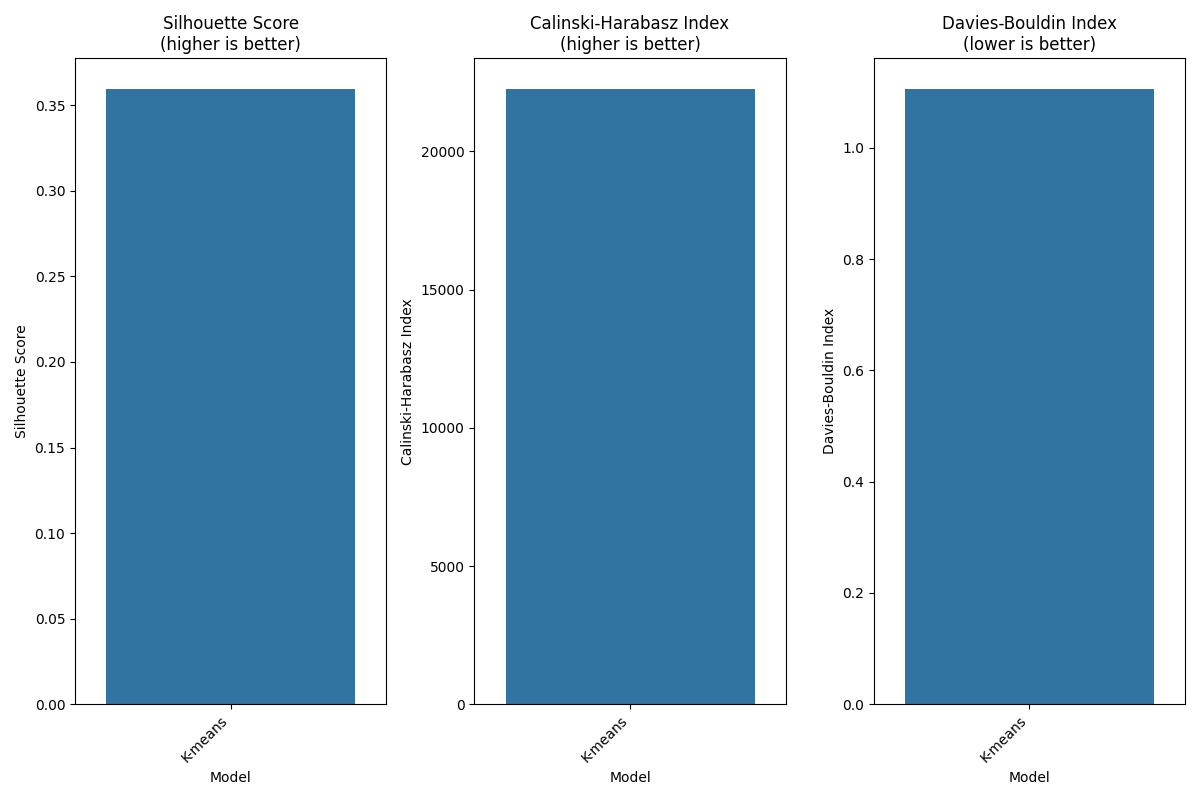 Silhouette Score
(higher is better)
0.35
0.30
0.25
0.20
0.15
0.10
0.05
0.00
Silhouette Score
K-means
Model
Calinski-Harabasz Index
(higher is better)
20000
15000
10000
5000
0
Calinski-Harabasz Index
K-means
Model
Davies-Bouldin Index
(lower is better)
1.0
0.8
0.6
0.4
0.2
0.0
Davies-Bouldin Index
K-means
Model